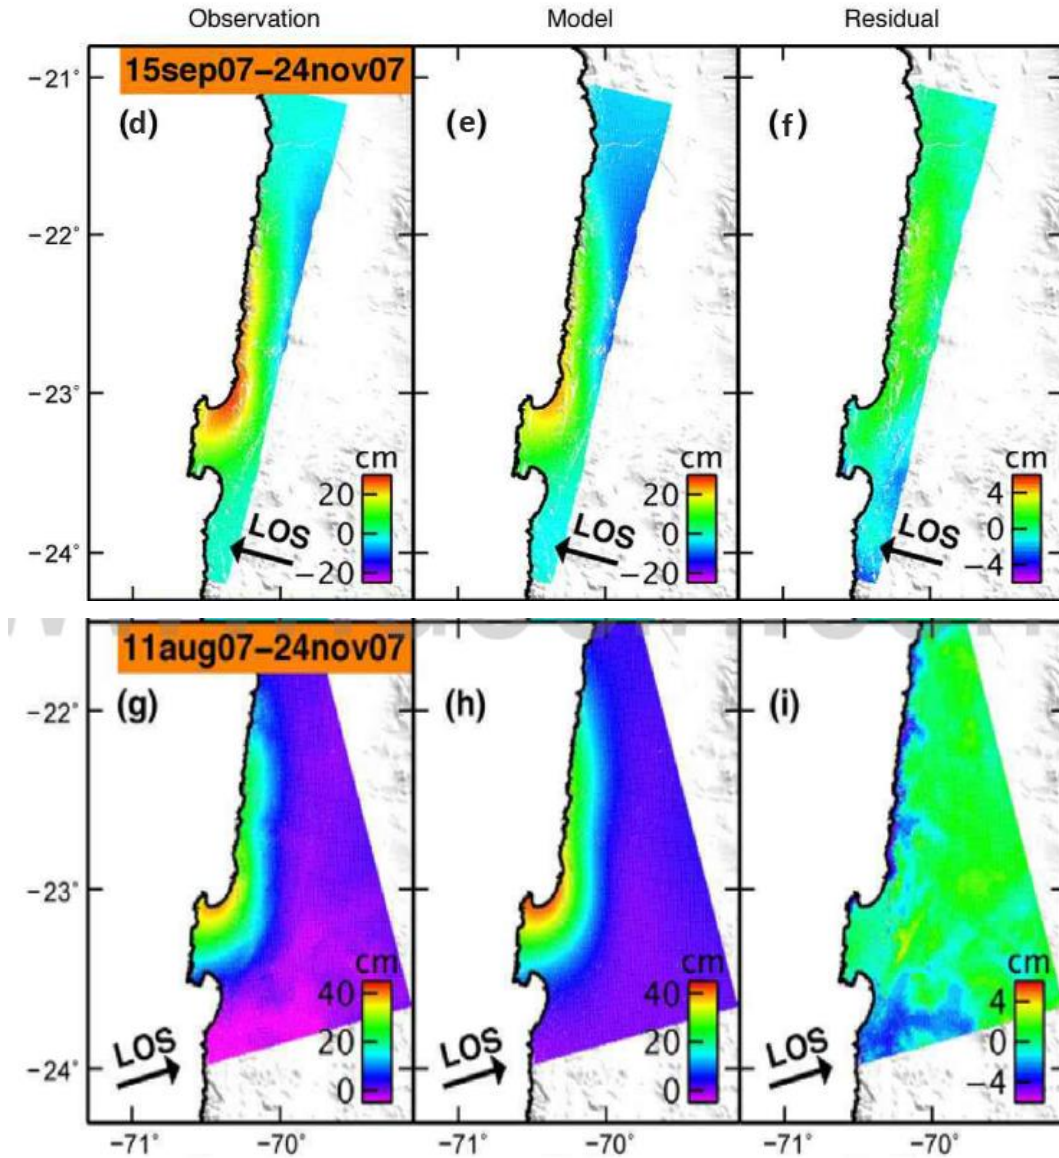 Observation Model Residual
15sep07-24nov07
(d) (e) (f)
-21°
-22°
-23°
-24°
cm cm cm
20 20 4
0 0 0
-20 -20 -4
LOS LOS LOS
11aug07-24nov07
(g) (h) (i)
-22°
-23°
-24°
cm cm cm
40 40 4
20 20 0
0 0 -4
LOS LOS LOS
-71° -70° -71° -70° -71° -70°